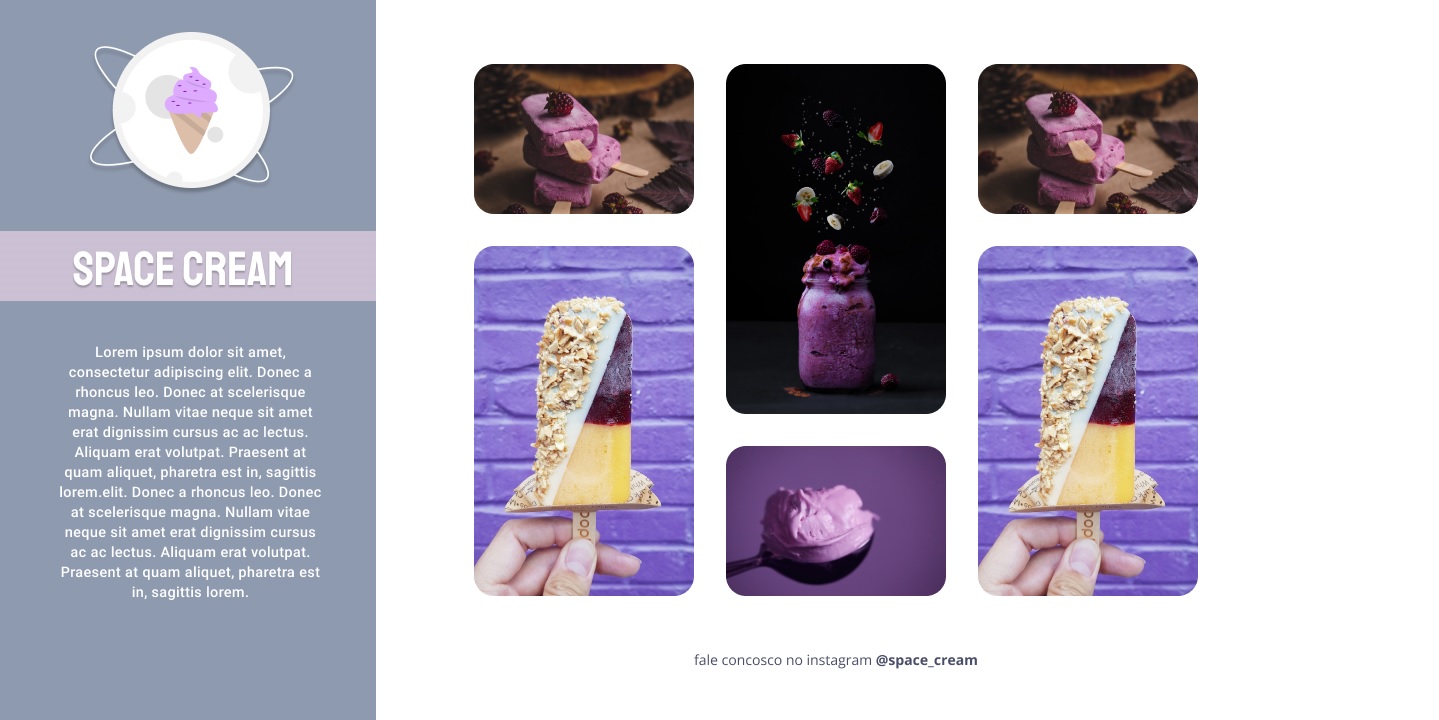 SPACE CREAM
Lorem ipsum dolor sit amet,
consectetur adipiscing elit. Donec a
rhoncus leo. Donec at scelerisque
magna. Nullam vitae neque sit amet
erat dignissim cursus ac ac lectus.
Aliquam erat volutpat. Praesent at
quam aliquet, pharetra est in, sagittis
lorem.elit. Donec a rhoncus leo. Donec
at scelerisque magna. Nullam vitae
neque sit amet erat dignissim cursus
ac ac lectus. Aliquam erat volutpat.
Praesent at quam aliquet, pharetra est
in, sagittis lorem.
fale concosco no instagram @space_cream